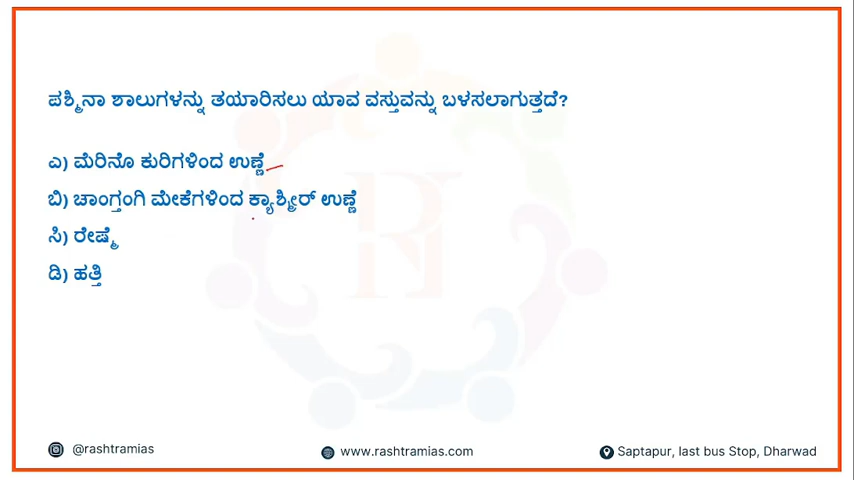 ಪಶ್ಮಿನಾ ಶಾಲುಗಳನ್ನು ತಯಾರಿಸಲು ಯಾವ ವಸ್ತುವನ್ನು ಬಳಸಲಾಗುತ್ತದೆ?
ಎ) ಮೆರಿನೊ ಕುರಿಗಳಿಂದ ಉಣ್ಣೆ
ಬಿ) ಚಾಂಗ್ತಂಗಿ ಮೇಕೆಗಳಿಂದ ಕ್ಯಾಶ್ಮೀರ್ ಉಣ್ಣೆ
ಸಿ) ರೇಷ್ಮೆ
ಡಿ) ಹತ್ತಿ
@rashtramias
www.rashtramias.com
Saptapur, last bus Stop, Dharwad